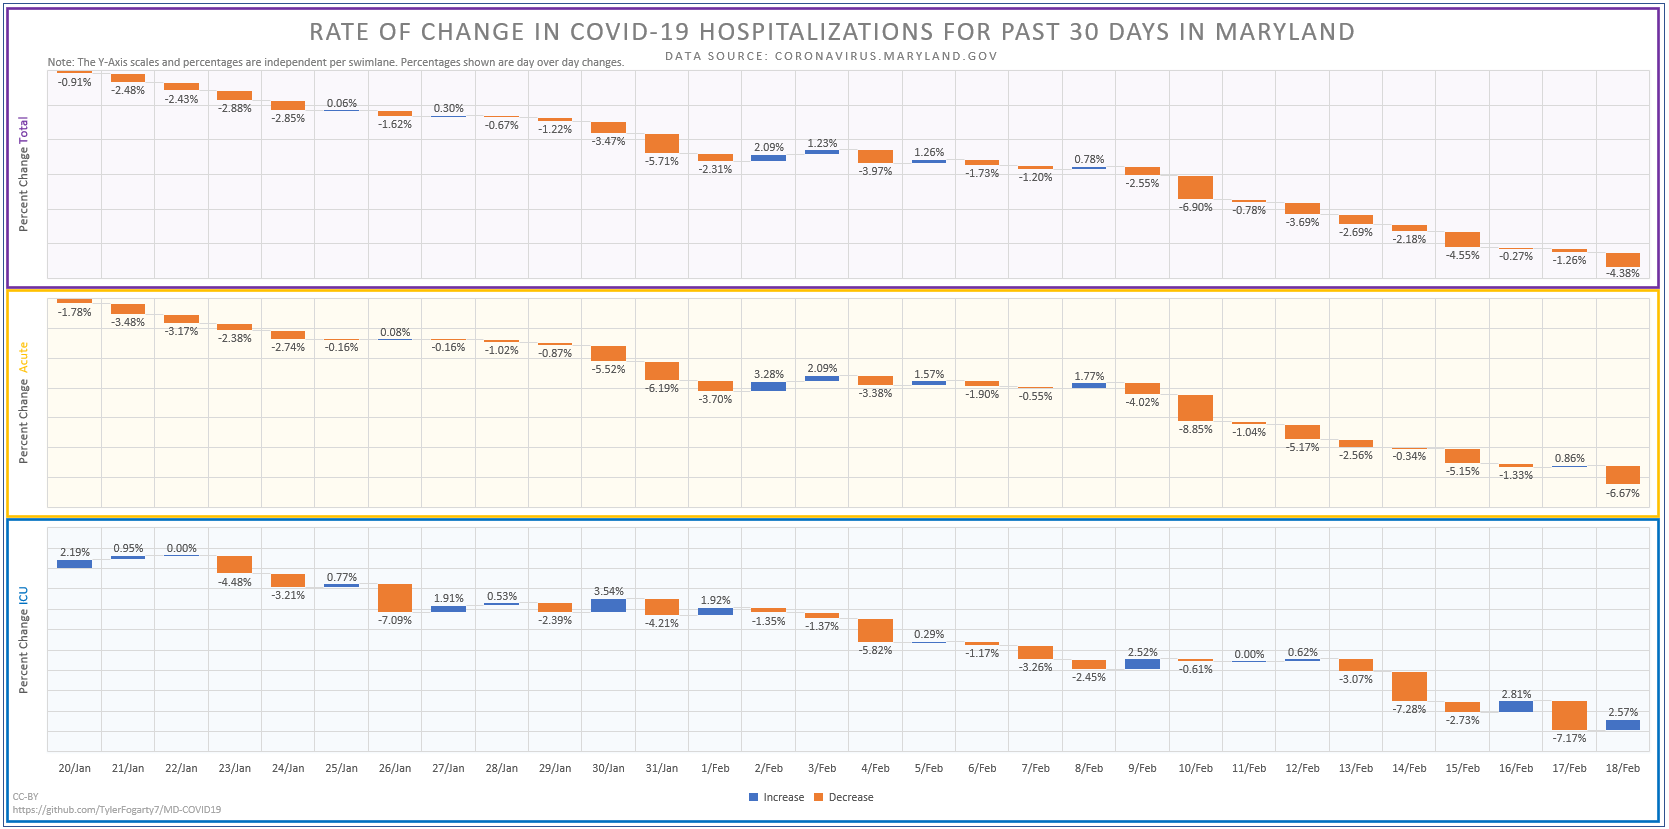 RATE OF CHANGE IN COVID-19 HOSPITALIZATIONS FOR PAST 30 DAYS IN MARYLAND
DATA SOURCE: CORONAVIRUS.MARYLAND.GOV
Note: The Y-Axis scales and percentages are independent per swimlane. Percentages shown are day over day changes.
Percent Change Total
-0.91% -2.48% -2.43% -2.88% -2.85% 0.06% -1.62% 0.30% -0.67% -1.22% -3.47% -5.71% -2.31% 2.09% 1.23% -3.97% 1.26% -1.73% -1.20% 0.78% -2.55% -6.90% -0.78% -3.69% -2.69% -2.18% -4.55% -0.27% -1.26% -4.38%
Percent Change Acute
-1.78% -3.48% -3.17% -2.38% -2.74% -0.16% 0.08% -0.16% -1.02% -0.87% -5.52% -6.19% -3.70% 3.28% 2.09% -3.38% 1.57% -1.90% -0.55% 1.77% -4.02% -8.85% -1.04% -5.17% -2.56% -0.34% -5.15% -1.33% 0.86% -6.67%
Percent Change ICU
2.19% 0.95% 0.00% -4.48% -3.21% 0.77% -7.09% 1.91% 0.53% -2.39% 3.54% -4.21% 1.92% -1.35% -1.37% -5.82% 0.29% -1.17% -3.26% -2.45% 2.52% -0.61% 0.00% 0.62% -3.07% -7.28% -2.73% 2.81% -7.17% 2.57%
20/Jan 21/Jan 22/Jan 23/Jan 24/Jan 25/Jan 26/Jan 27/Jan 28/Jan 29/Jan 30/Jan 31/Jan 1/Feb 2/Feb 3/Feb 4/Feb 5/Feb 6/Feb 7/Feb 8/Feb 9/Feb 10/Feb 11/Feb 12/Feb 13/Feb 14/Feb 15/Feb 16/Feb 17/Feb 18/Feb
Increase Decrease
CC-BY
https://github.com/TylerFogarty7/MD-COVID19